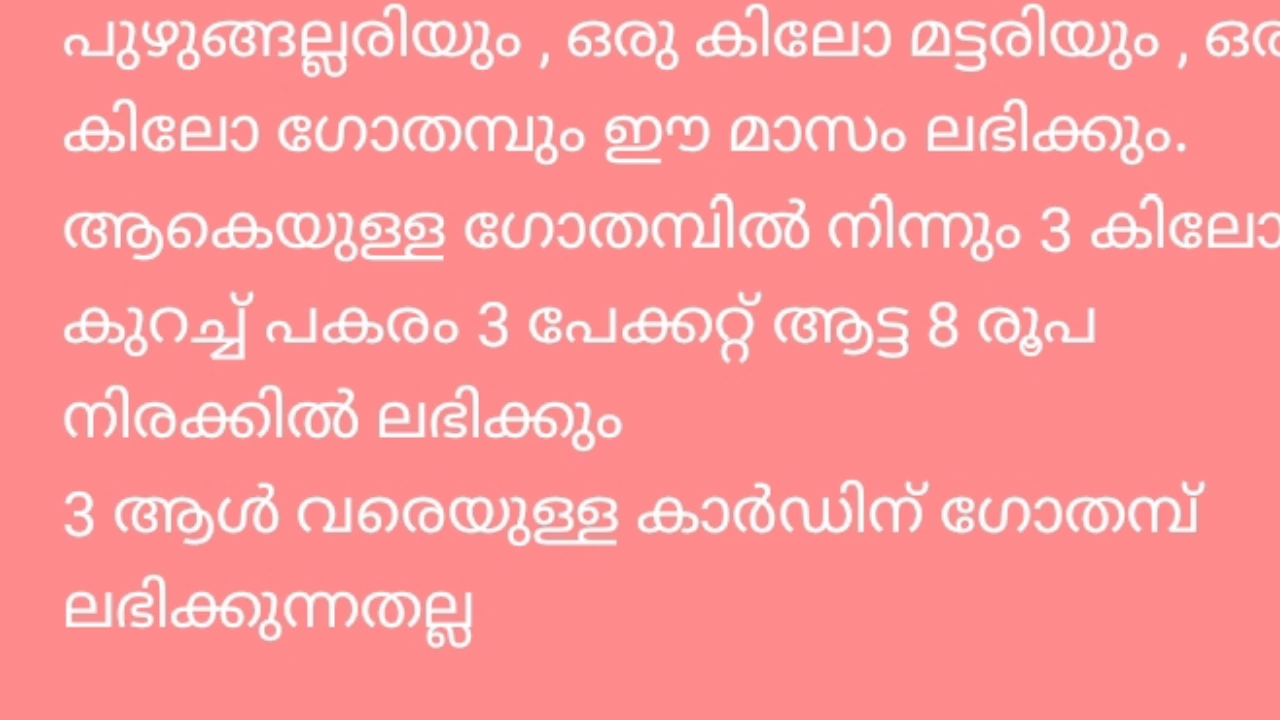 പുഴുങ്ങല്ലരിയും , ഒരു കിലോ മട്ടരിയും ,
കിലോ ഗോതമ്പും ഈ മാസം ലഭിക്കും.
ആകെയുള്ള ഗോതമ്പിൽ നിന്നും 3 കിലോ
കുറച്ച് പകരം 3 പേക്കറ്റ് ആട്ട 8 രൂപ
നിരക്കിൽ ലഭിക്കും
3 ആൾ വരെയുള്ള കാർഡിന് ഗോതമ്പ്
ലഭിക്കുന്നതല്ല